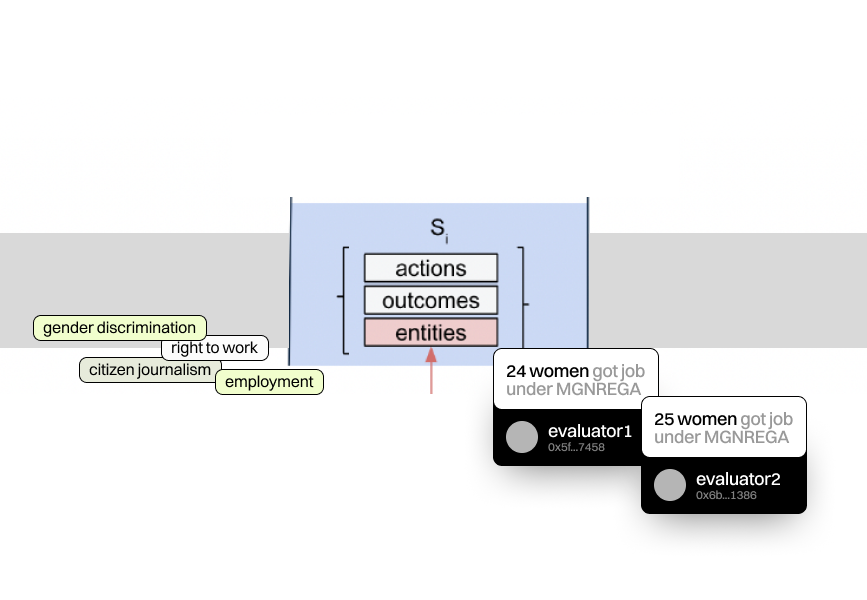 S
i
actions
outcomes
entities
gender discrimination
right to work
citizen journalism
employment
24 women got job
under MGNREGA
evaluator1
0x5f...7458
25 women got job
under MGNREGA
evaluator2
0x6b...1386